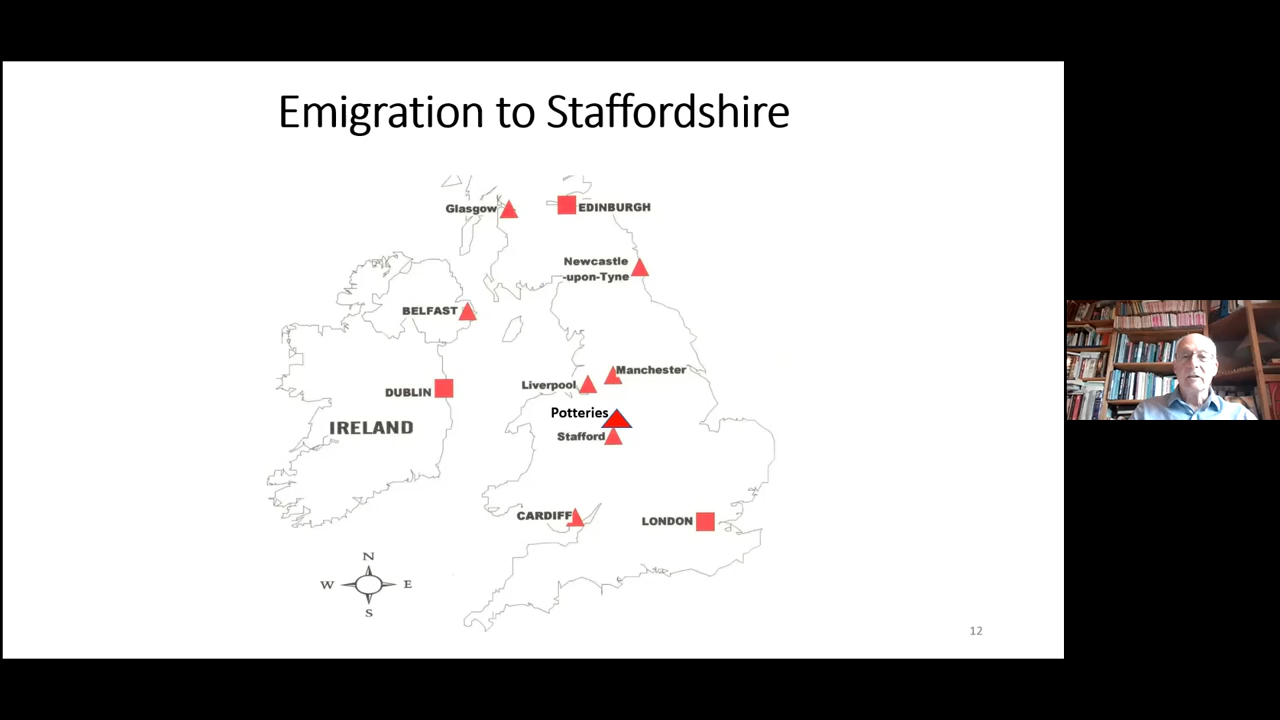 Emigration to Staffordshire
Glasgow
EDINBURGH
Newcastle
-upon-Tyne
BELFAST
Manchester
Liverpool
DUBLIN
Potteries
IRELAND
Stafford
CARDIFF
LONDON
N
W E
S
12